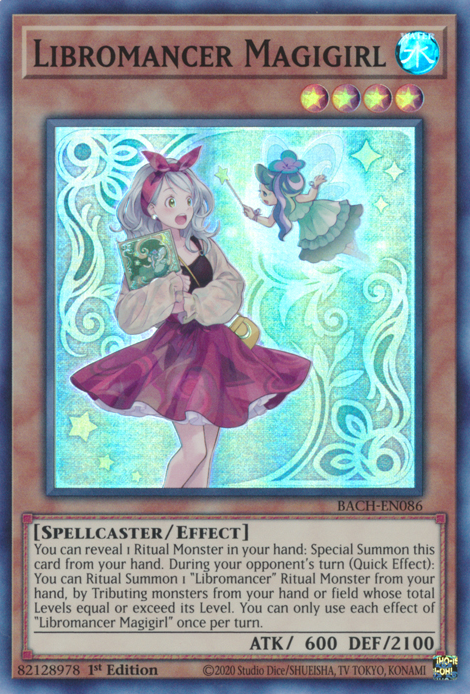 LIBROMANCER MAGIGIRL
WATER
水
BACH-EN086
[SPELLCASTER/EFFECT]
You can reveal 1 Ritual Monster in your hand: Special Summon this
card from your hand. During your opponent's turn (Quick Effect):
You can Ritual Summon 1 "Libromancer" Ritual Monster from your
hand, by Tributing monsters from your hand or field whose total
Levels equal or exceed its Level. You can only use each effect of
"Libromancer Magigirl" once per turn.
ATK/ 600 DEF/2100
82128978 1st Edition ©2020 Studio Dice/SHUEISHA, TV TOKYO, KONAMI